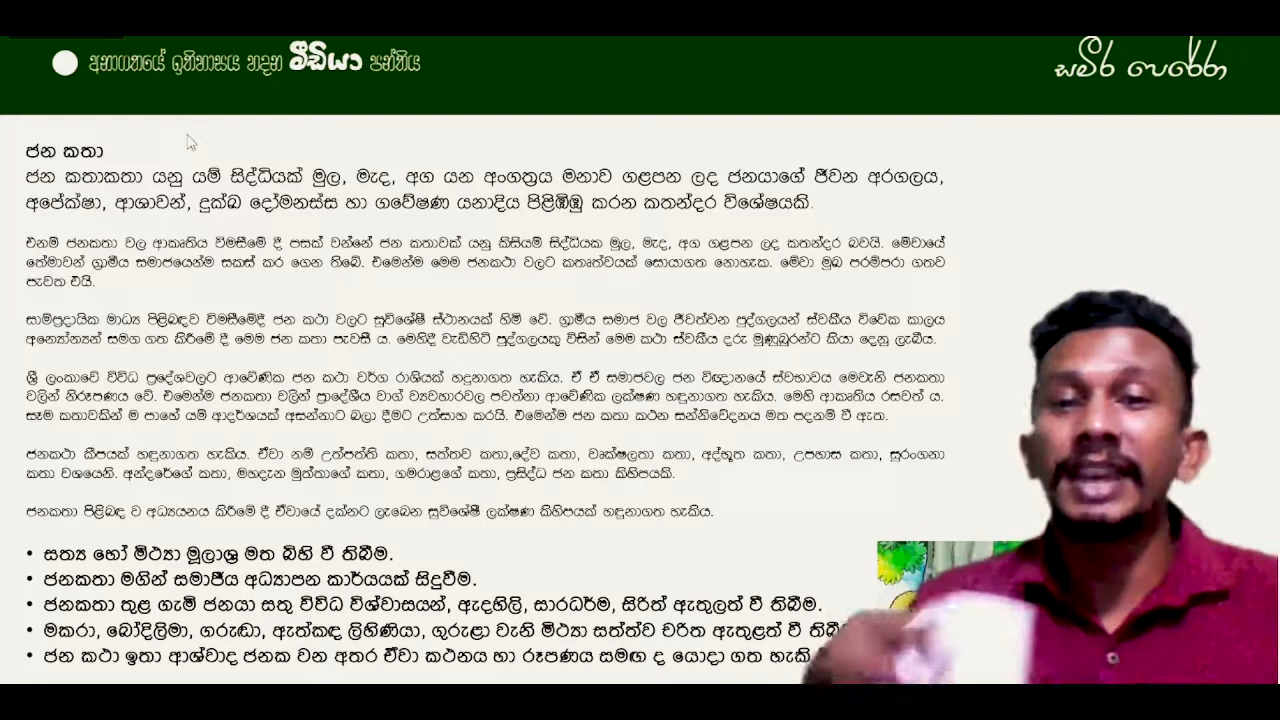 අනාගතයේ ඉතිහාසය හදන මීඩියා පන්තිය
සමීර පෙරේරා
ජන කතා
ජන කතාකතා යනු යම් සිද්ධියක් මුල, මැද, අග යන අංගත්‍රය මනාව ගළපන ලද ජනයාගේ ජීවන අරගලය,
අපේක්ෂා, ආශාවන්, දුක්ඛ දෝමනස්ස හා ගවේෂණ යනාදිය පිළිඹිඹු කරන කතන්දර විශේෂයකි.
එනම් ජනකතා වල ආකෘතිය විමසීමේ දී පසක් වන්නේ ජන කතාවක් යනු කිසියම් සිද්ධියක මුල, මැද, අග ගළපන ලද කතන්දර බවයි. මේවායේ
තේමාවන් ග්‍රාමීය සමාජයෙන්ම සකස් කර ගෙන තිබේ. එමෙන්ම මෙම ජනකථා වලට කතෘත්වයක් සොයාගත නොහැක. මේවා මුඛ පරම්පරා ගතව
පැවත එයි.
සාම්ප්‍රදායික මාධ්‍ය පිළිබඳව විමසීමේදී ජන කථා වලට සුවිශේෂී ස්ථානයක් හිමි වේ. ග්‍රාමීය සමාජ වල ජීවත්වන පුද්ගලයන් ස්වකීය විවේක කාලය
අනෙන්න්‍යන් සමග ගත කිරීමේ දී මෙම ජන කතා පැවසී ය. මෙහිදී වැඩිහිටි පුද්ගලයකු විසින් මෙම කථා ස්වකීය දරු මුණුබුරන්ට කියා දෙනු ලැබීය.
ශ්‍රී ලංකාවේ විවිධ ප්‍රදේශවලට ආවේණික ජන කථා වර්ග රාශියක් හදුනාගත හැකිය. ඒ ඒ සමාජවල ජන විඥානයේ ස්වභාවය මෙවැනි ජනකතා
වලින් නිරූපණය වේ. එමෙන්ම ජනකතා වලින් ප්‍රාදේශීය වාග් ව්‍යවහාරවල පවත්නා ආවේණික ලක්ෂණ හඳුනාගත හැකිය. මෙහි ආකෘතිය රසවත් ය.
සෑම කතාවකින් ම පාහේ යම් ආදර්ශයක් අසන්නාට ලබා දීමට උත්සාහ කරයි. එමෙන්ම ජන කතා කථන සන්නිවේදනය මත පදනම් වී ඇත.
ජනකථා කීපයක් හඳුනාගත හැකිය. ඒවා නම් උත්පත්ති කතා, සත්තව කතා,දේව කතා, වෘක්ෂලතා කතා, අද්භූත කතා, උපහාස කතා, සුරංගනා
කතා වශයෙනි. අන්දරේගේ කතා, මහදැන මුත්තාගේ කතා, ගමරාළගේ කතා, ප්‍රසිද්ධ ජන කතා කිහිපයකි.
ජනකතා පිළිබඳ ව අධ්‍යයනය කිරීමේ දී ඒවායේ දක්නට ලැබෙන සුවිශේෂී ලක්ෂණ කිහිපයක් හඳුනාගත හැකිය.
• සත්‍ය හෝ මිථ්‍යා මූලාශ්‍ර මත බිහි වී තිබීම.
• ජනකතා මගින් සමාජීය අධ්‍යාපන කාර්යයක් සිදුවීම.
• ජනකතා තුළ ගැමි ජනයා සතු විවිධ විශ්වාසයන්, ඇදහිලි, සාරධර්ම, සිරිත් ඇතුලත් වී තිබීම.
• මකරා, බෝදිලිමා, ගරුඬා, ඇත්කඳ ලිහිණියා, ගුරුළා වැනි මිථ්‍යා සත්ත්ව චරිත ඇතුළත් වී
• ජන කථා ඉතා ආශ්වාද ජනක වන අතර ඒවා කථනය හා රූපණය සමඟ ද යොදා ගත හැකි